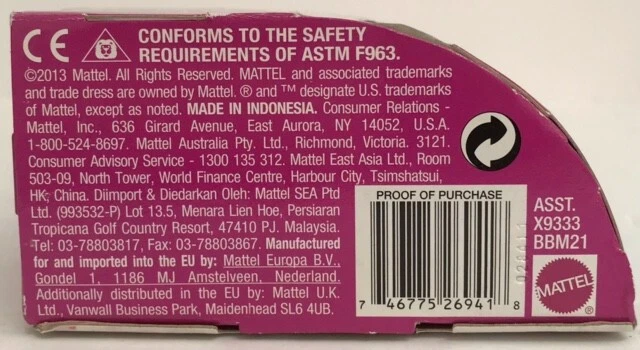 CE CONFORMS TO THE SAFETY
REQUIREMENTS OF ASTM F963.
©2013 Mattel. All Rights Reserved. MATTEL and associated trademarks
and trade dress are owned by Mattel. ® and ™ designate U.S. trademarks
of Mattel, except as noted. MADE IN INDONESIA. Consumer Relations -
Mattel, Inc., 636 Girard Avenue, East Aurora, NY 14052, U.S.A.
1-800-524-8697. Mattel Australia Pty. Ltd., Richmond, Victoria. 3121.
Consumer Advisory Service - 1300 135 312. Mattel East Asia Ltd., Room
503-09, North Tower, World Finance Centre, Harbour City, Tsimshatsui,
HK; China. Diimport & Diedarkan Oleh: Mattel SEA Ptd
Ltd. (993532-P) Lot 13.5, Menara Lien Hoe, Persiaran
Tropicana Golf Country Resort, 47410 PJ. Malaysia.
Tel: 03-78803817, Fax: 03-78803867. Manufactured
for and imported into the EU by: Mattel Europa B.V.,
Gondel 1, 1186 MJ Amstelveen, Nederland.
Additionally distributed in the EU by: Mattel U.K.
Ltd., Vanwall Business Park, Maidenhead SL6 4UB.
PROOF OF PURCHASE
7 46775 26941 8
ASST.
X9333
BBM21
MATTEL